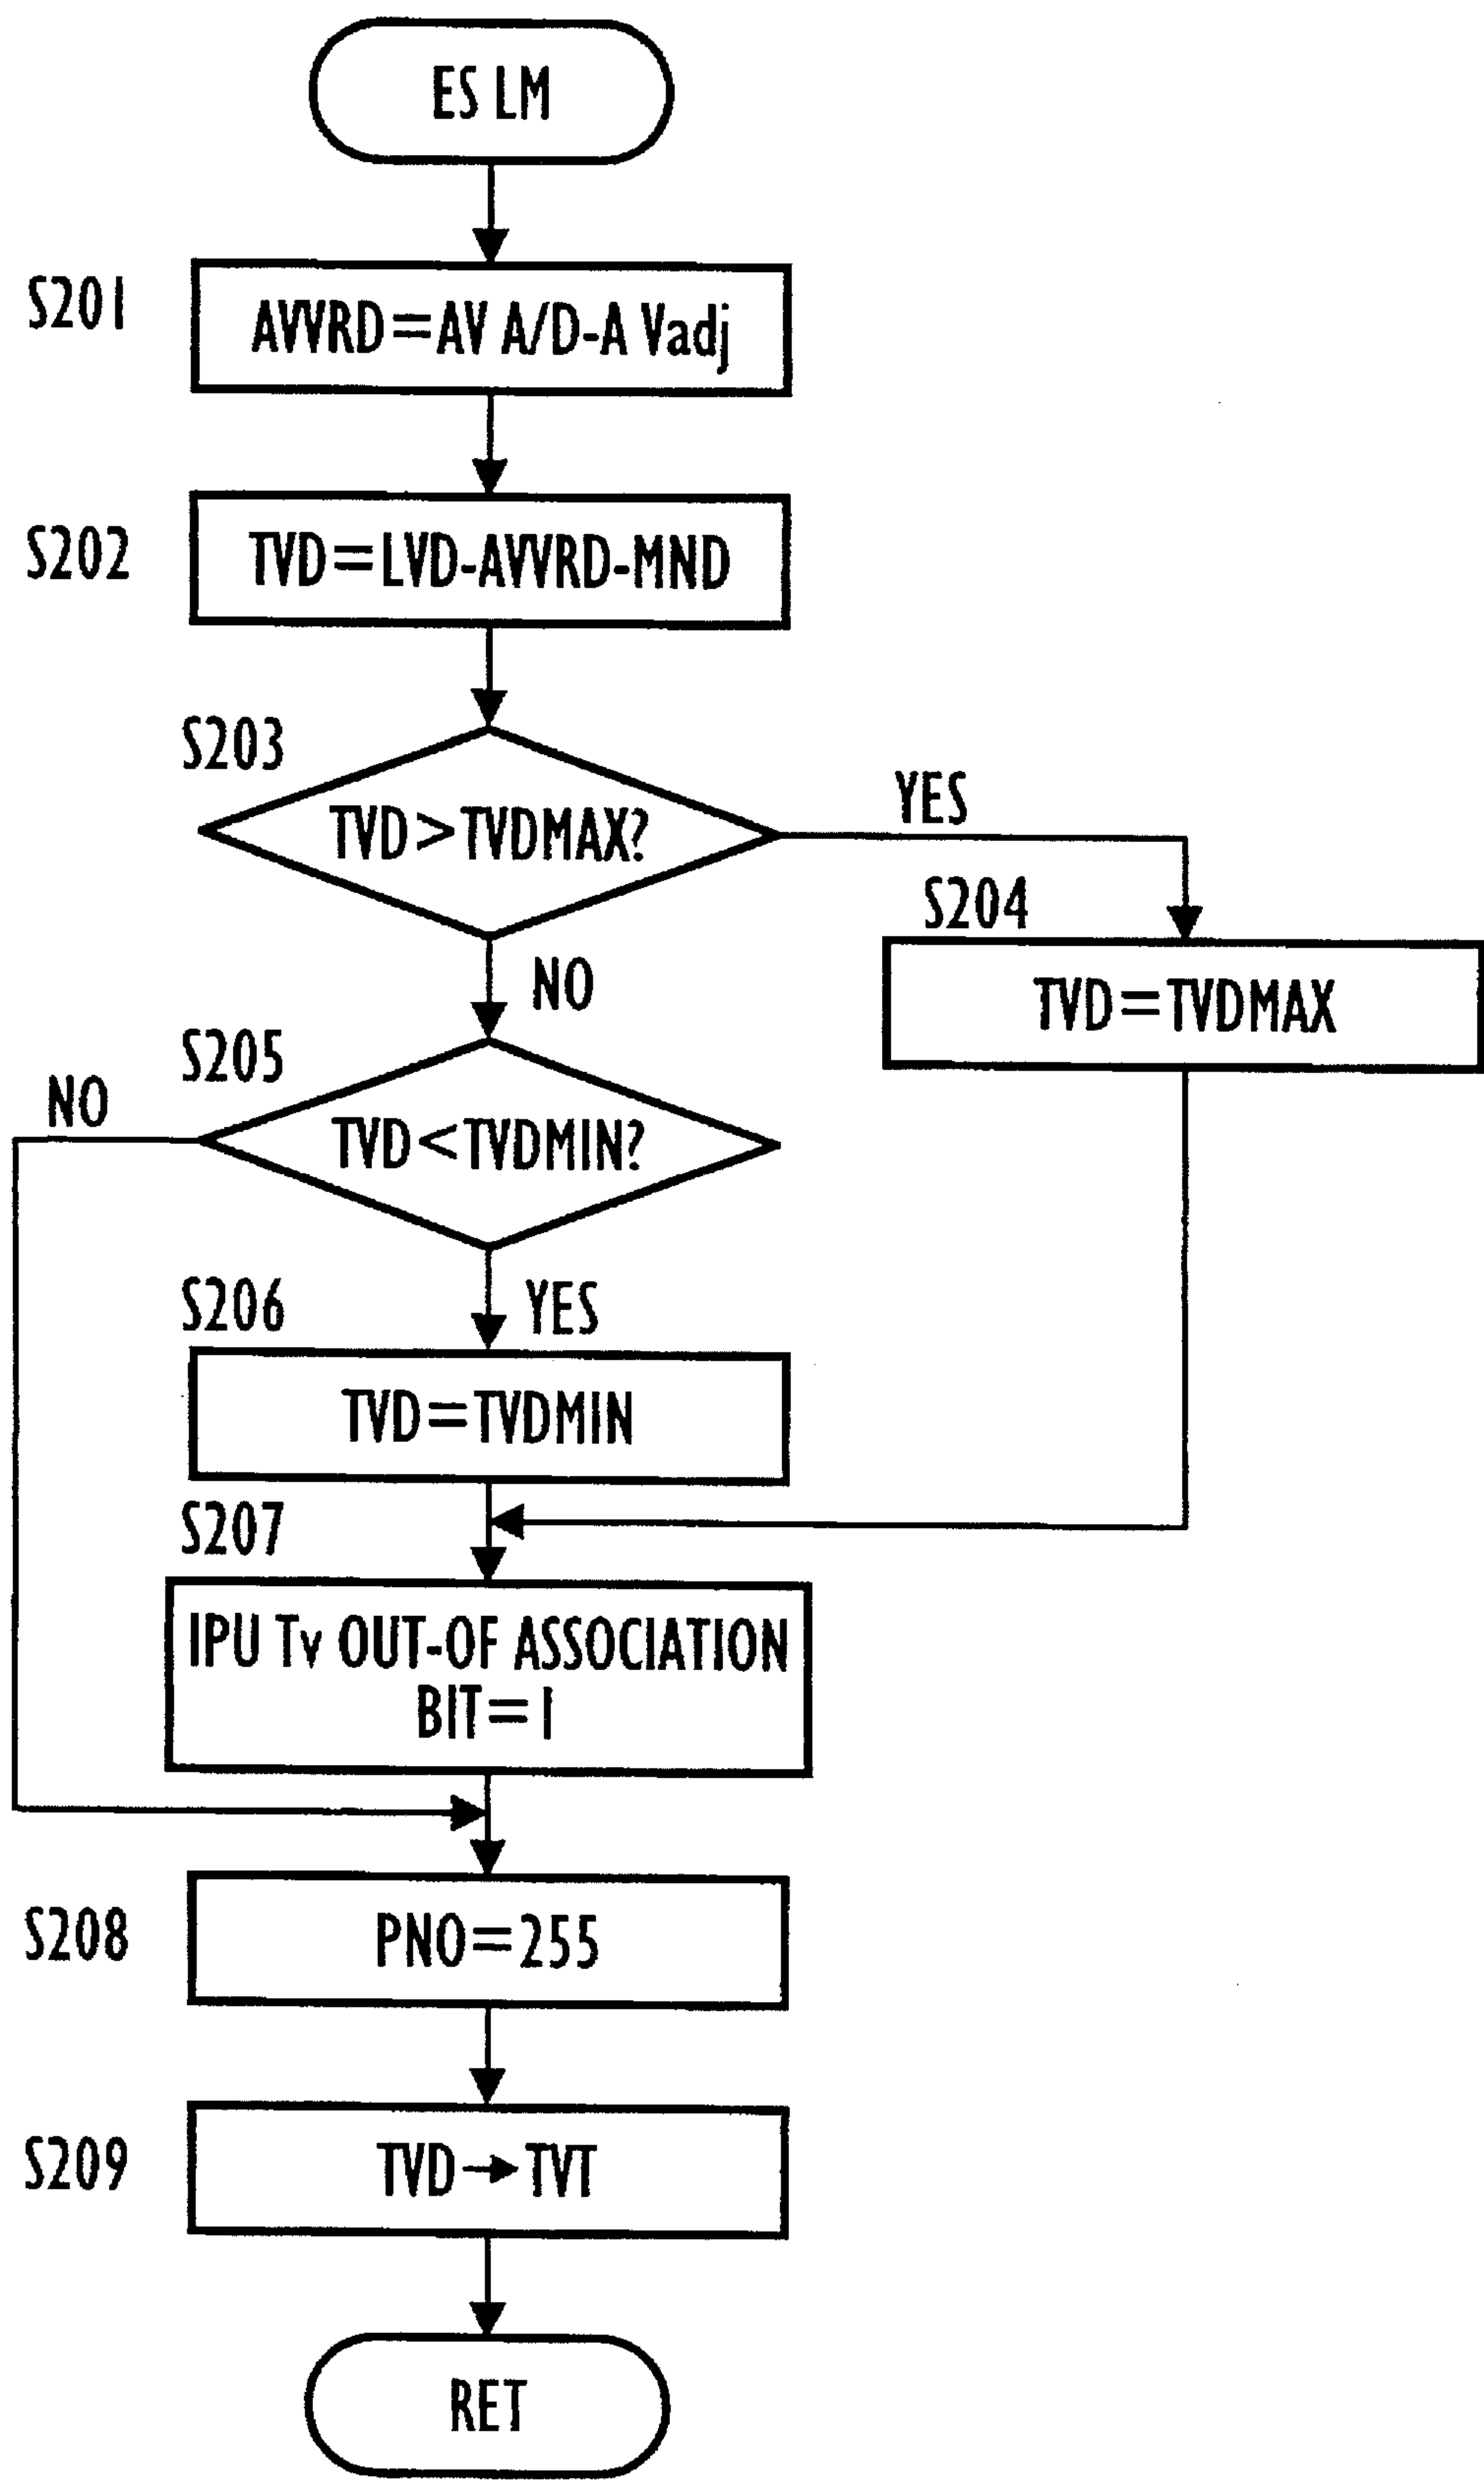 ES LM
S201
AVVRD=AV A/D-A Vadj
S202
TVD=LVD-AVVRD-MND
S203
TVD>TVDMAX?
YES
S204
TVD=TVDMAX
NO
S205
NO
TVD<TVDMIN?
S206
YES
TVD=TVDMIN
S207
IPU Tv OUT-OF ASSOCIATION
BIT=1
S208
PNO=255
S209
TVD→TVT
RET